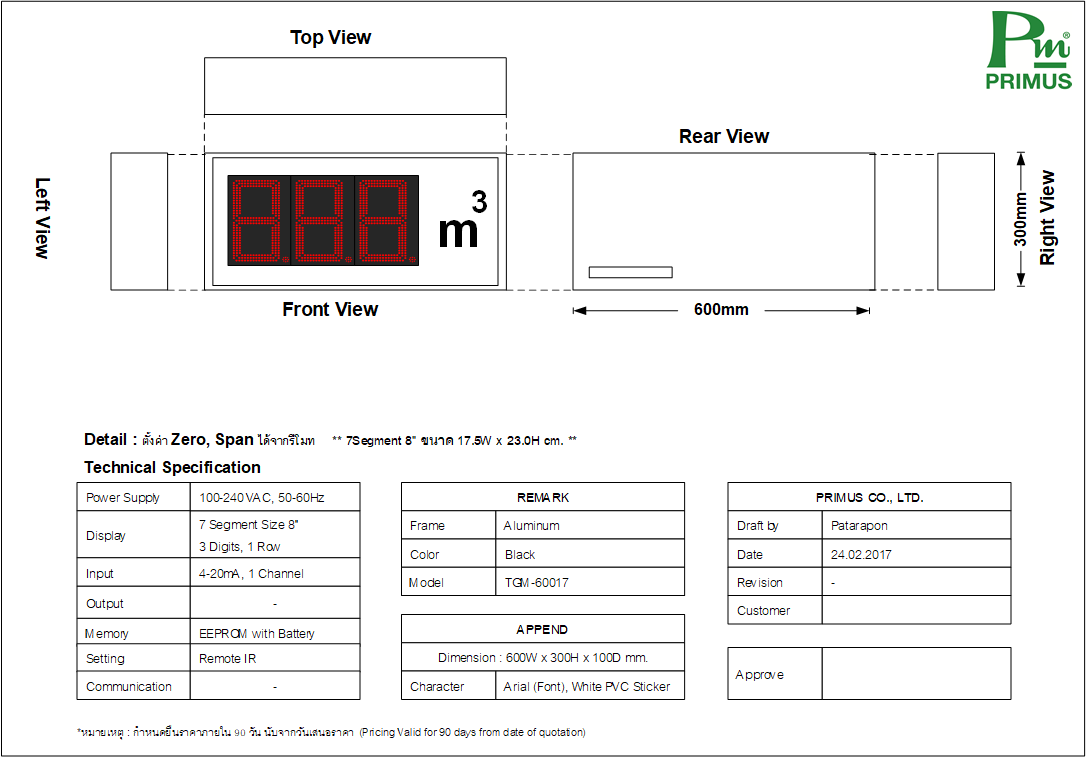 Top View
Pm®
PRIMUS
Rear View
Left View
m³
300mm
Right View
Front View
600mm
Detail : ตั้งค่า Zero, Span ได้จากรีโมท ** 7Segment 8" ขนาด 17.5W x 23.0H cm. **
Technical Specification
Power Supply 100-240VAC, 50-60Hz
Display 7 Segment Size 8"
3 Digits, 1 Row
Input 4-20mA, 1 Channel
Output -
Memory EEPROM with Battery
Setting Remote IR
Communication -
REMARK
Frame Aluminum
Color Black
Model TGM-60017
APPEND
Dimension : 600W x 300H x 100D mm.
Character Arial (Font), White PVC Sticker
PRIMUS CO., LTD.
Draft by Patarapon
Date 24.02.2017
Revision -
Customer
Approve
*หมายเหตุ : กำหนดยืนราคาภายใน 90 วัน นับจากวันเสนอราคา (Pricing Valid for 90 days from date of quotation)